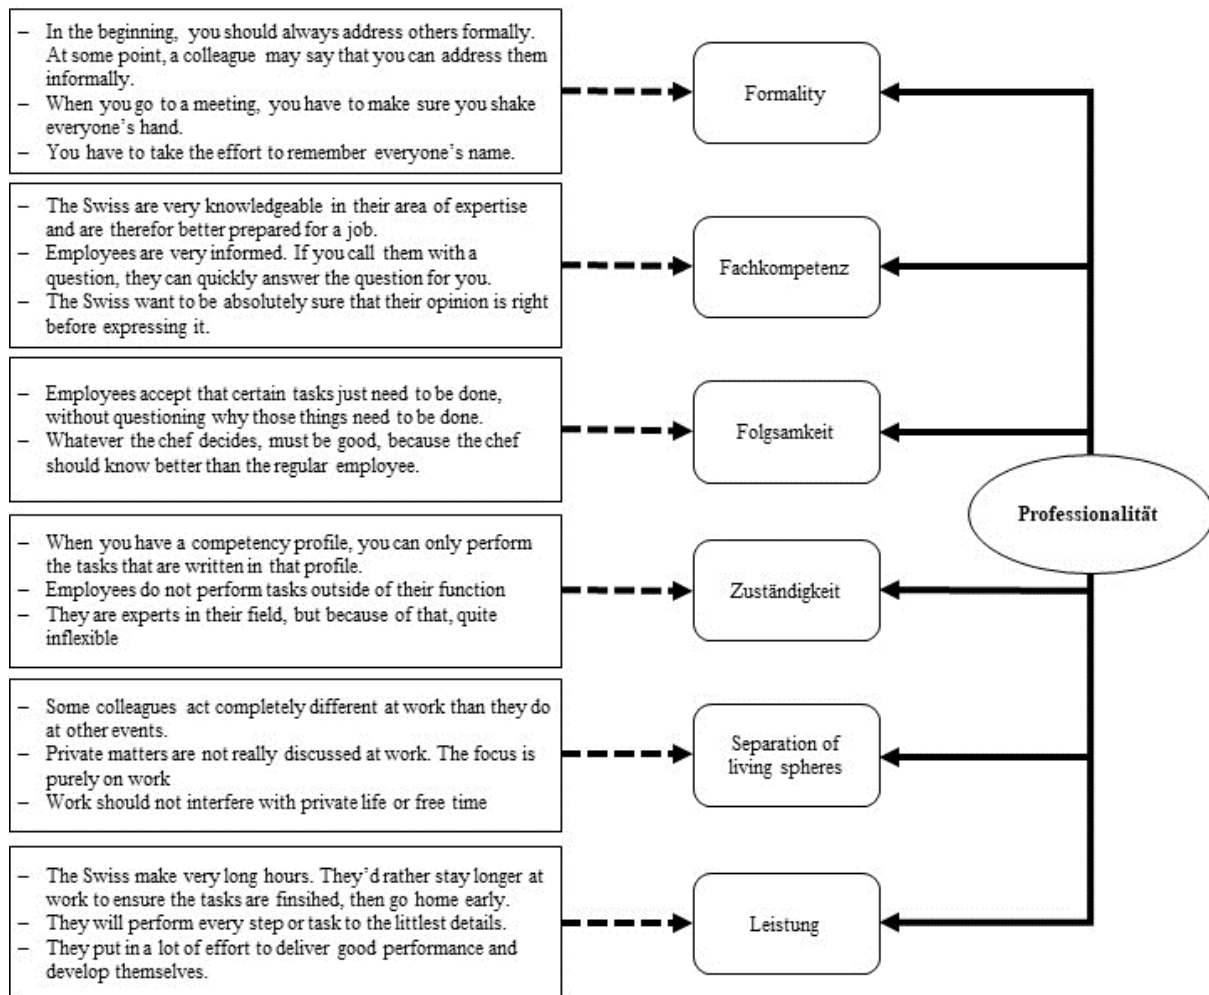 – In the beginning, you should always address others formally.
At some point, a colleague may say that you can address them
informally.
– When you go to a meeting, you have to make sure you shake
everyone's hand.
– You have to take the effort to remember everyone's name.
Formality
– The Swiss are very knowledgeable in their area of expertise
and are therefor better prepared for a job.
– Employees are very informed. If you call them with a
question, they can quickly answer the question for you.
– The Swiss want to be absolutely sure that their opinion is right
before expressing it.
Fachkompetenz
– Employees accept that certain tasks just need to be done,
without questioning why those things need to be done.
– Whatever the chef decides, must be good, because the chef
should know better than the regular employee.
Folgsamkeit
Professionalität
– When you have a competency profile, you can only perform
the tasks that are written in that profile.
– Employees do not perform tasks outside of their function
– They are experts in their field, but because of that, quite
inflexible
Zuständigkeit
– Some colleagues act completely different at work than they do
at other events.
– Private matters are not really discussed at work. The focus is
purely on work
– Work should not interfere with private life or free time
Separation of
living spheres
– The Swiss make very long hours. They'd rather stay longer at
work to ensure the tasks are finsihed, then go home early.
– They will perform every step or task to the littlest details.
– They put in a lot of effort to deliver good performance and
develop themselves.
Leistung